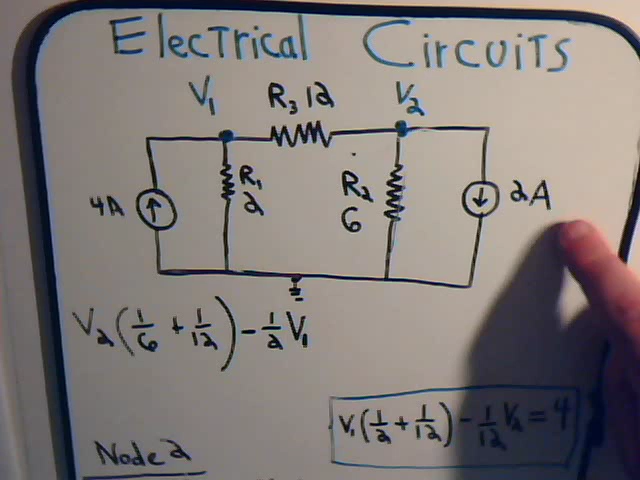 Electrical Circuits
V1 R3 12 V2
4A R1 2 R2 6 2A
V2(1/6 + 1/12) - 1/2 V1
V1(1/2 + 1/12) - 1/12 V2 = 4
Node 2